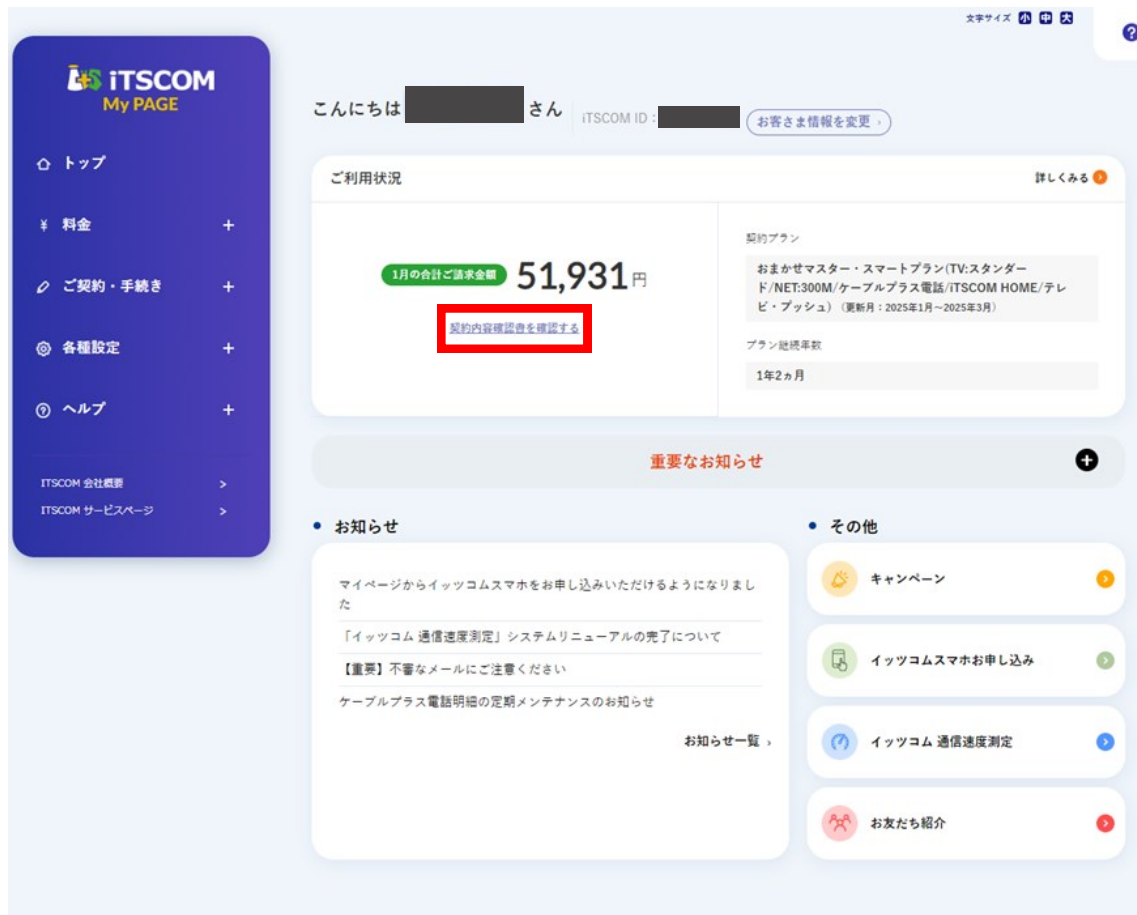 文字サイズ 小 中 大
iTSCOM
My PAGE
トップ
¥ 料金 +
ご契約・手続き +
各種設定 +
ヘルプ +
ITSCOM 会社概要 >
ITSCOM サービスページ >
こんにちは さん iTSCOM ID : お客さま情報を変更 ›
ご利用状況 詳しくみる
1月の合計ご請求金額 51,931 円
契約内容確認書を確認する
契約プラン
おまかせマスター・スマートプラン(TV:スタンダー
ド/NET:300M/ケーブルプラス電話/iTSCOM HOME/テレ
ビ・プッシュ) (更新月:2025年1月～2025年3月)
プラン継続年数
1年2ヵ月
重要なお知らせ
お知らせ
マイページからイッツコムスマホをお申し込みいただけるようになりまし
た
「イッツコム 通信速度測定」システムリニューアルの完了について
【重要】不審なメールにご注意ください
ケーブルプラス電話明細の定期メンテナンスのお知らせ
お知らせ一覧 ›
その他
キャンペーン
イッツコムスマホお申し込み
イッツコム 通信速度測定
お友だち紹介